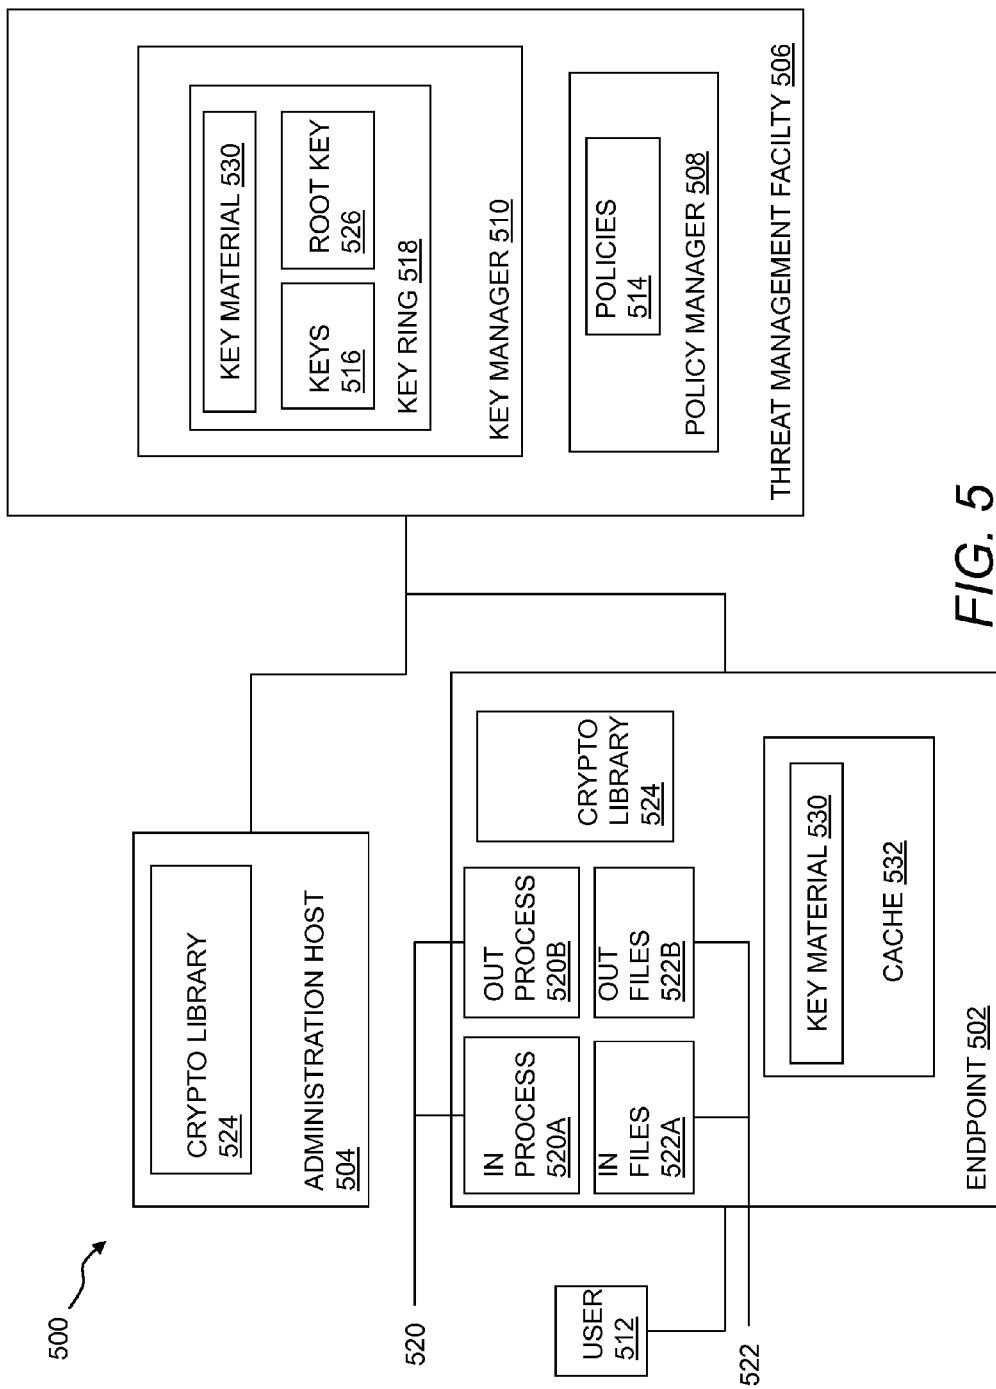 500
CRYPTO LIBRARY
524
ADMINISTRATION HOST
504
520
USER
512
522
IN
PROCESS
520A
OUT
PROCESS
520B
IN
FILES
522A
OUT
FILES
522B
CRYPTO
LIBRARY
524
KEY MATERIAL 530
CACHE 532
ENDPOINT 502
KEY MATERIAL 530
KEYS
516
ROOT KEY
526
KEY RING 518
KEY MANAGER 510
POLICIES
514
POLICY MANAGER 508
THREAT MANAGEMENT FACILTY 506
FIG. 5